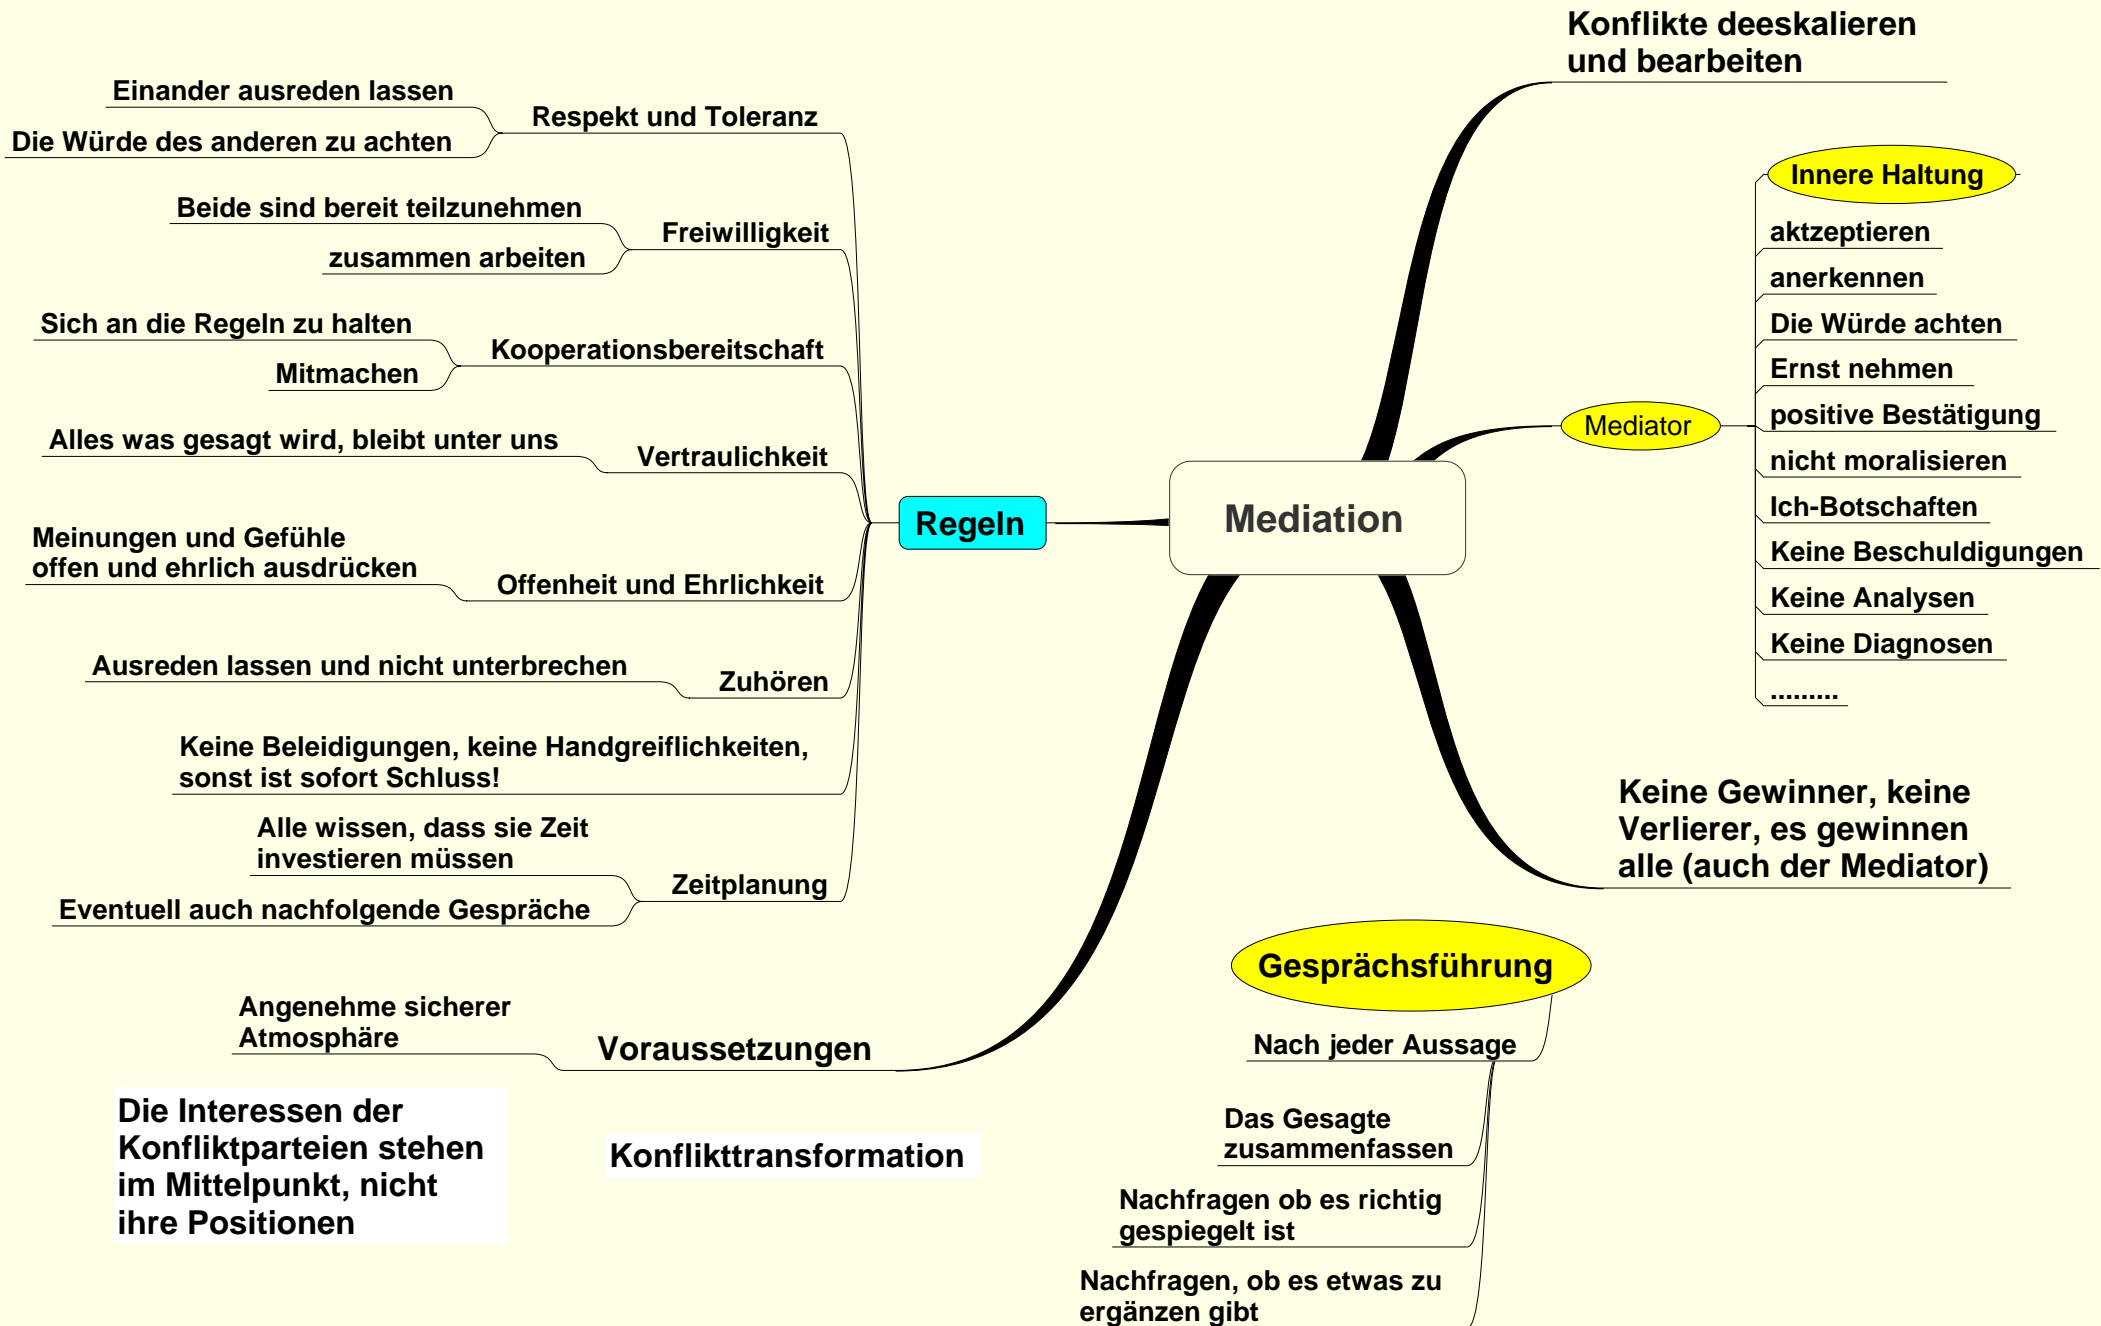 Mediation
Konflikte deeskalieren
und bearbeiten
Mediator
Innere Haltung
aktzeptieren
anerkennen
Die Würde achten
Ernst nehmen
positive Bestätigung
nicht moralisieren
Ich-Botschaften
Keine Beschuldigungen
Keine Analysen
Keine Diagnosen
.........
Keine Gewinner, keine
Verlierer, es gewinnen
alle (auch der Mediator)
Regeln
Respekt und Toleranz
Einander ausreden lassen
Die Würde des anderen zu achten
Freiwilligkeit
Beide sind bereit teilzunehmen
zusammen arbeiten
Kooperationsbereitschaft
Sich an die Regeln zu halten
Mitmachen
Vertraulichkeit
Alles was gesagt wird, bleibt unter uns
Offenheit und Ehrlichkeit
Meinungen und Gefühle
offen und ehrlich ausdrücken
Zuhören
Ausreden lassen und nicht unterbrechen
Keine Beleidigungen, keine Handgreiflichkeiten,
sonst ist sofort Schluss!
Zeitplanung
Alle wissen, dass sie Zeit
investieren müssen
Eventuell auch nachfolgende Gespräche
Voraussetzungen
Angenehme sicherer
Atmosphäre
Die Interessen der
Konfliktparteien stehen
im Mittelpunkt, nicht
ihre Positionen
Konflikttransformation
Gesprächsführung
Nach jeder Aussage
Das Gesagte
zusammenfassen
Nachfragen ob es richtig
gespiegelt ist
Nachfragen, ob es etwas zu
ergänzen gibt